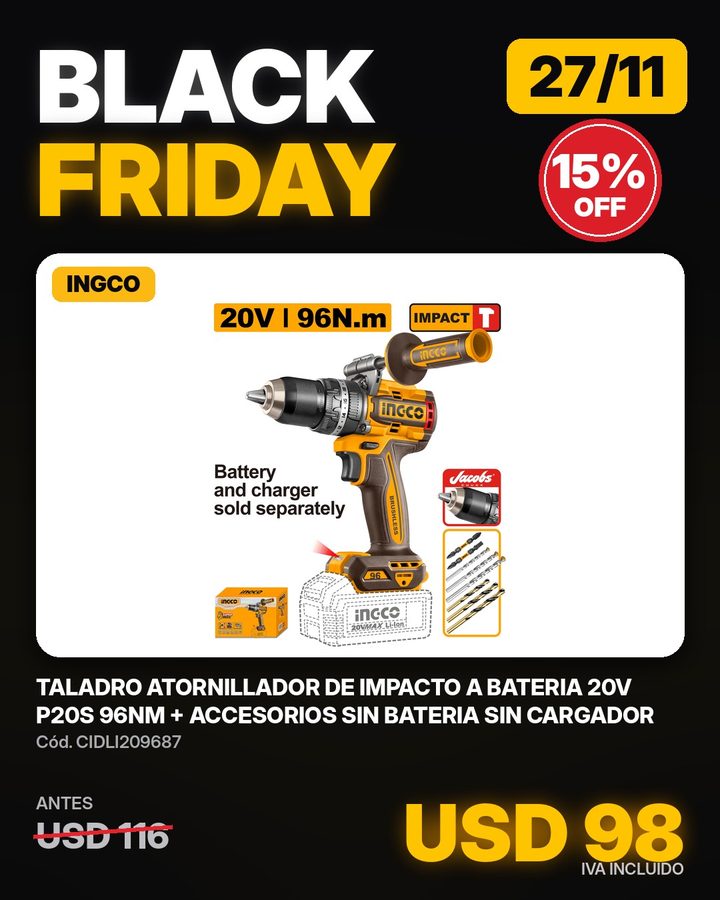 BLACK
FRIDAY
27/11
15%
OFF
INGCO
20V | 96N.m
IMPACT T
INGCO
INGCO
Battery
and charger
sold separately
BRUSHLESS
Jacobs
96
INGCO
INGCO
20VMAX Li-Ion
TALADRO ATORNILLADOR DE IMPACTO A BATERIA 20V
P20S 96NM + ACCESORIOS SIN BATERIA SIN CARGADOR
Cód. CIDLI209687
ANTES
USD 116
USD 98
IVA INCLUIDO